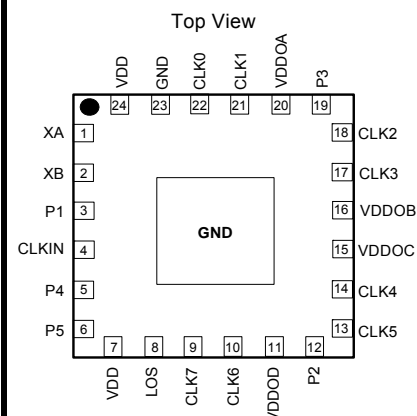 Top View
VDD
GND
CLK0
CLK1
VDDOA
P3
24
23
22
21
20
19
XA 1
XB 2
P1 3
CLKIN 4
P4 5
P5 6
18 CLK2
17 CLK3
16 VDDOB
15 VDDOC
14 CLK4
13 CLK5
GND
7
8
9
10
11
12
VDD
LOS
CLK7
CLK6
VDDOD
P2